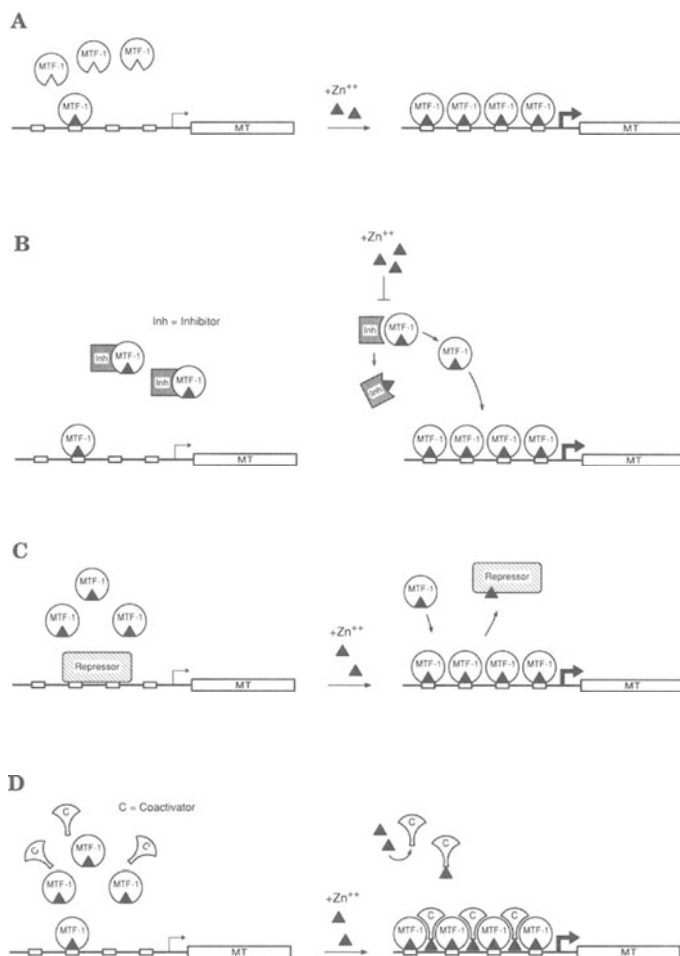 A
MTF-1 MTF-1 MTF-1
MTF-1
MT
+Zn++
MTF-1 MTF-1 MTF-1 MTF-1
MT
B
Inh = Inhibitor
Inh MTF-1
Inh MTF-1
MTF-1
MT
+Zn++
Inh MTF-1
MTF-1
Inh
MTF-1 MTF-1 MTF-1 MTF-1
MT
C
MTF-1
MTF-1 MTF-1
Repressor
MT
+Zn++
MTF-1
Repressor
MTF-1 MTF-1 MTF-1 MTF-1
MT
D
C = Coactivator
C
C C
MTF-1
MTF-1 MTF-1
MTF-1
MT
+Zn++
C
C
C C C
MTF-1 MTF-1 MTF-1 MTF-1
MT